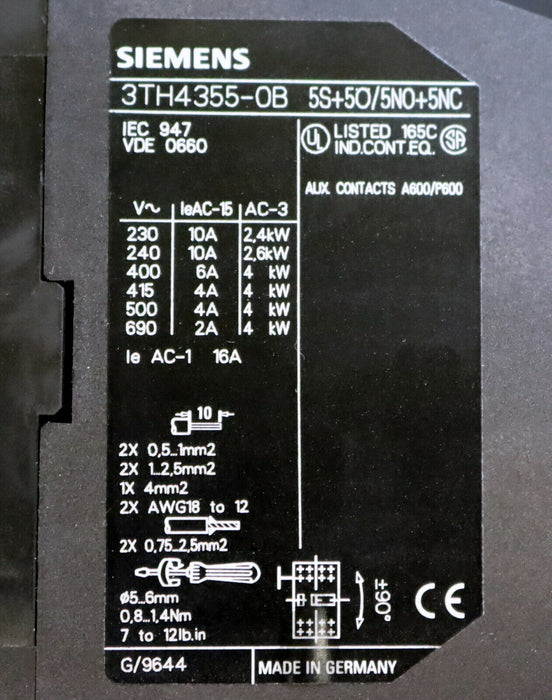 SIEMENS
3TH4355-0B 5S+5Ö/5NO+5NC
IEC 947
VDE 0660
UL LISTED 165C
IND.CONT.EQ. SA
AUX. CONTACTS A600/P600
V~ IeAC-15 AC-3
230 10A 2,4kW
240 10A 2,6kW
400 6A 4 kW
415 4A 4 kW
500 4A 4 kW
690 2A 4 kW
Ie AC-1 16A
10
2X 0,5...1mm2
2X 1...2,5mm2
1X 4mm2
2X AWG18 to 12
2X 0,75...2,5mm2
ø5...6mm
0,8...1,4Nm
7 to 12lb.in
±90°
CE
G/9644 MADE IN GERMANY